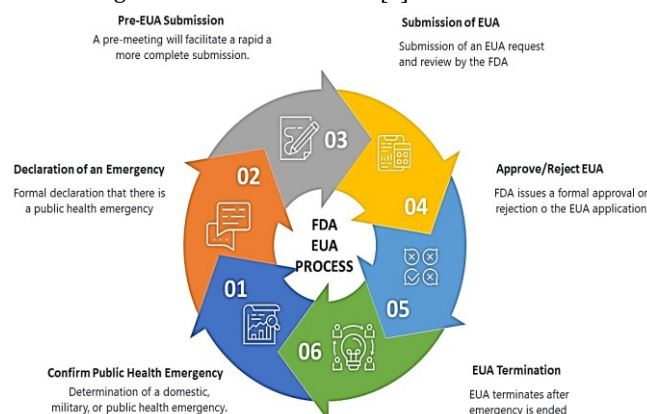 Pre-EUA Submission
A pre-meeting will facilitate a rapid a
more complete submission.
Submission of EUA
Submission of an EUA request
and review by the FDA
Declaration of an Emergency
Formal declaration that there is
a public health emergency
Approve/Reject EUA
FDA issues a formal approval or
rejection o the EUA application
03
02
04
FDA
EUA
PROCESS
01
05
06
Confirm Public Health Emergency
Determination of a domestic,
military, or public health emergency.
EUA Termination
EUA terminates after
emergency is ended